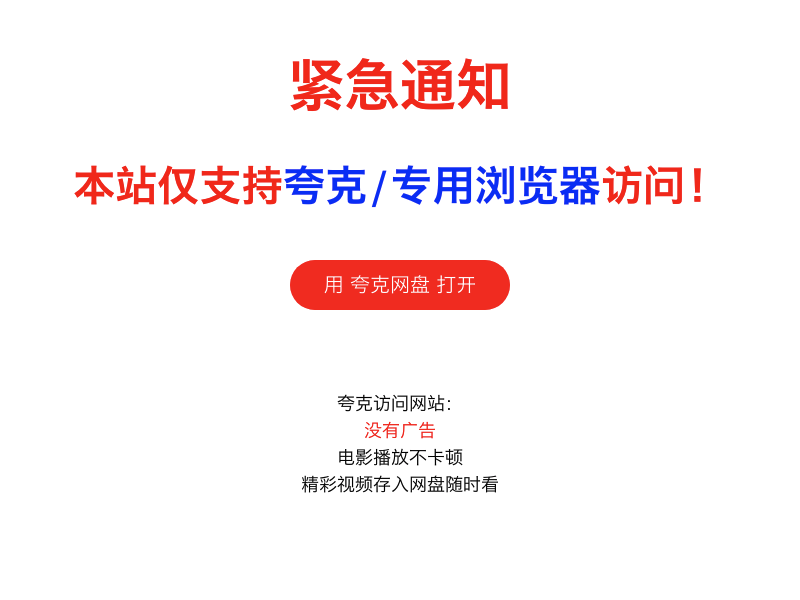 紧急通知
本站仅支持夸克/专用浏览器访问！
用 夸克网盘 打开
夸克访问网站：
没有广告
电影播放不卡顿
精彩视频存入网盘随时看